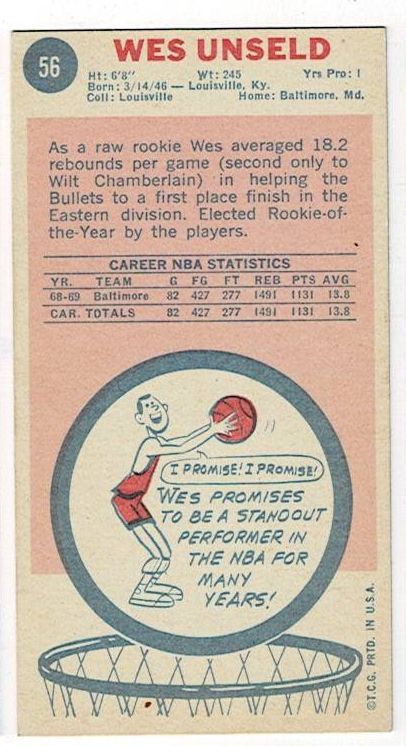 56
WES UNSELD
Ht: 6'8" Wt: 245 Yrs Pro: 1
Born: 3/14/46 — Louisville, Ky.
Coll: Louisville Home: Baltimore, Md.
As a raw rookie Wes averaged 18.2
rebounds per game (second only to
Wilt Chamberlain) in helping the
Bullets to a first place finish in the
Eastern division. Elected Rookie-of-
the-Year by the players.
CAREER NBA STATISTICS
YR. TEAM G FG FT REB PTS AVG
68-69 Baltimore 82 427 277 1491 1131 13.8
CAR. TOTALS 82 427 277 1491 1131 13.8
I PROMISE! I PROMISE!
WES PROMISES
TO BE A STANDOUT
PERFORMER IN
THE NBA FOR
MANY
YEARS!
©T.C.G. PRTD. IN U.S.A.